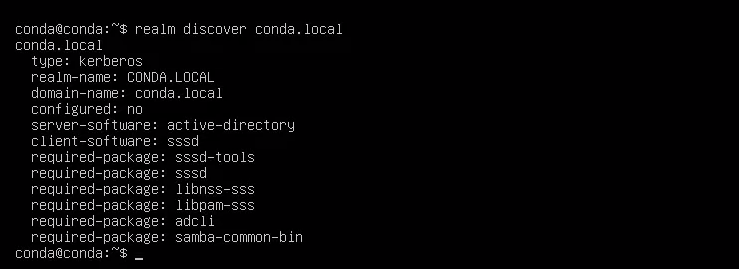 conda@conda:~$ realm discover conda.local
conda.local
  type: kerberos
  realm-name: CONDA.LOCAL
  domain-name: conda.local
  configured: no
  server-software: active-directory
  client-software: sssd
  required-package: sssd-tools
  required-package: sssd
  required-package: libnss-sss
  required-package: libpam-sss
  required-package: adcli
  required-package: samba-common-bin
conda@conda:~$ _